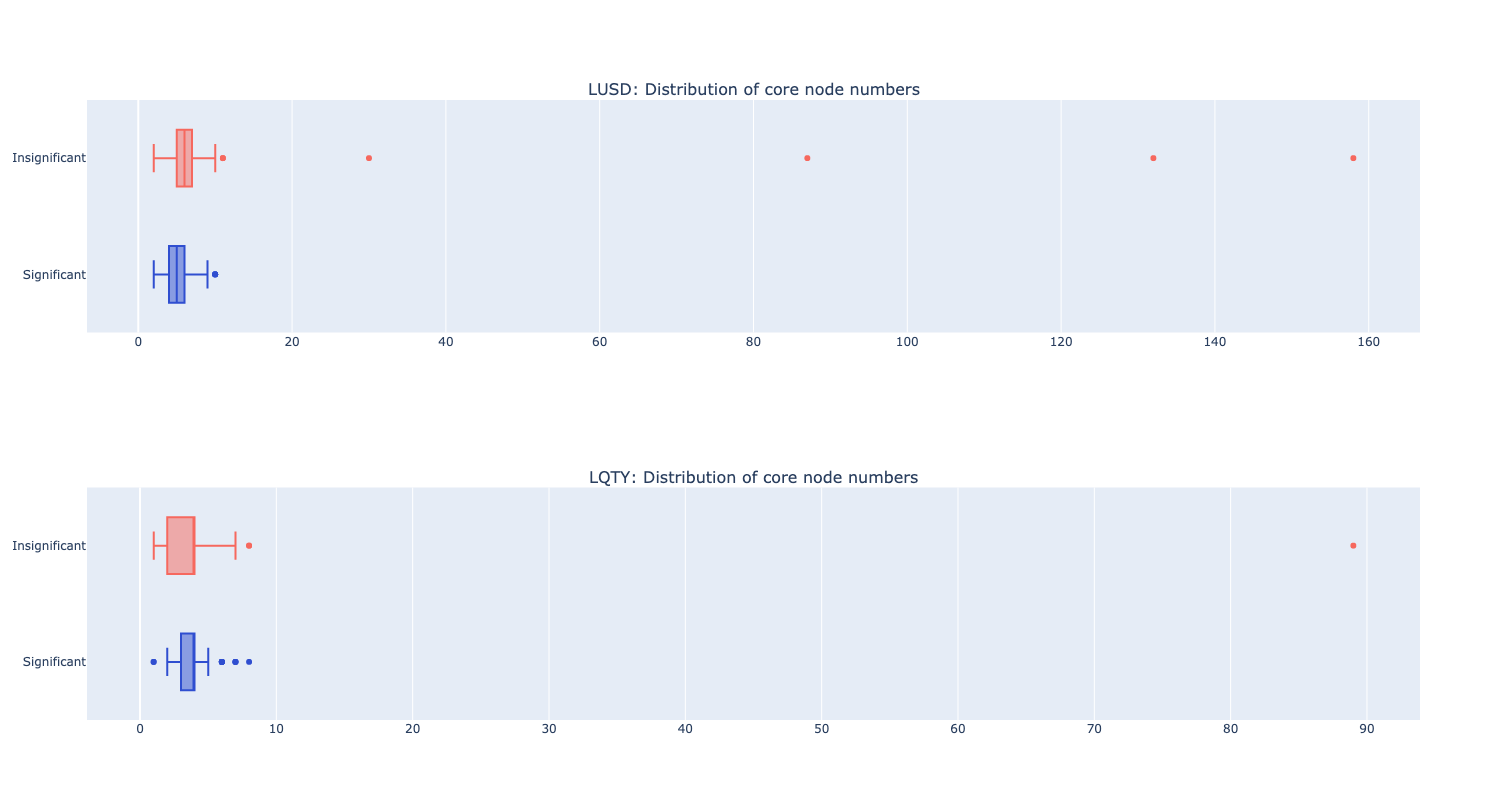 LUSD: Distribution of core node numbers
Insignificant
Significant
0 20 40 60 80 100 120 140 160
LQTY: Distribution of core node numbers
Insignificant
Significant
0 10 20 30 40 50 60 70 80 90